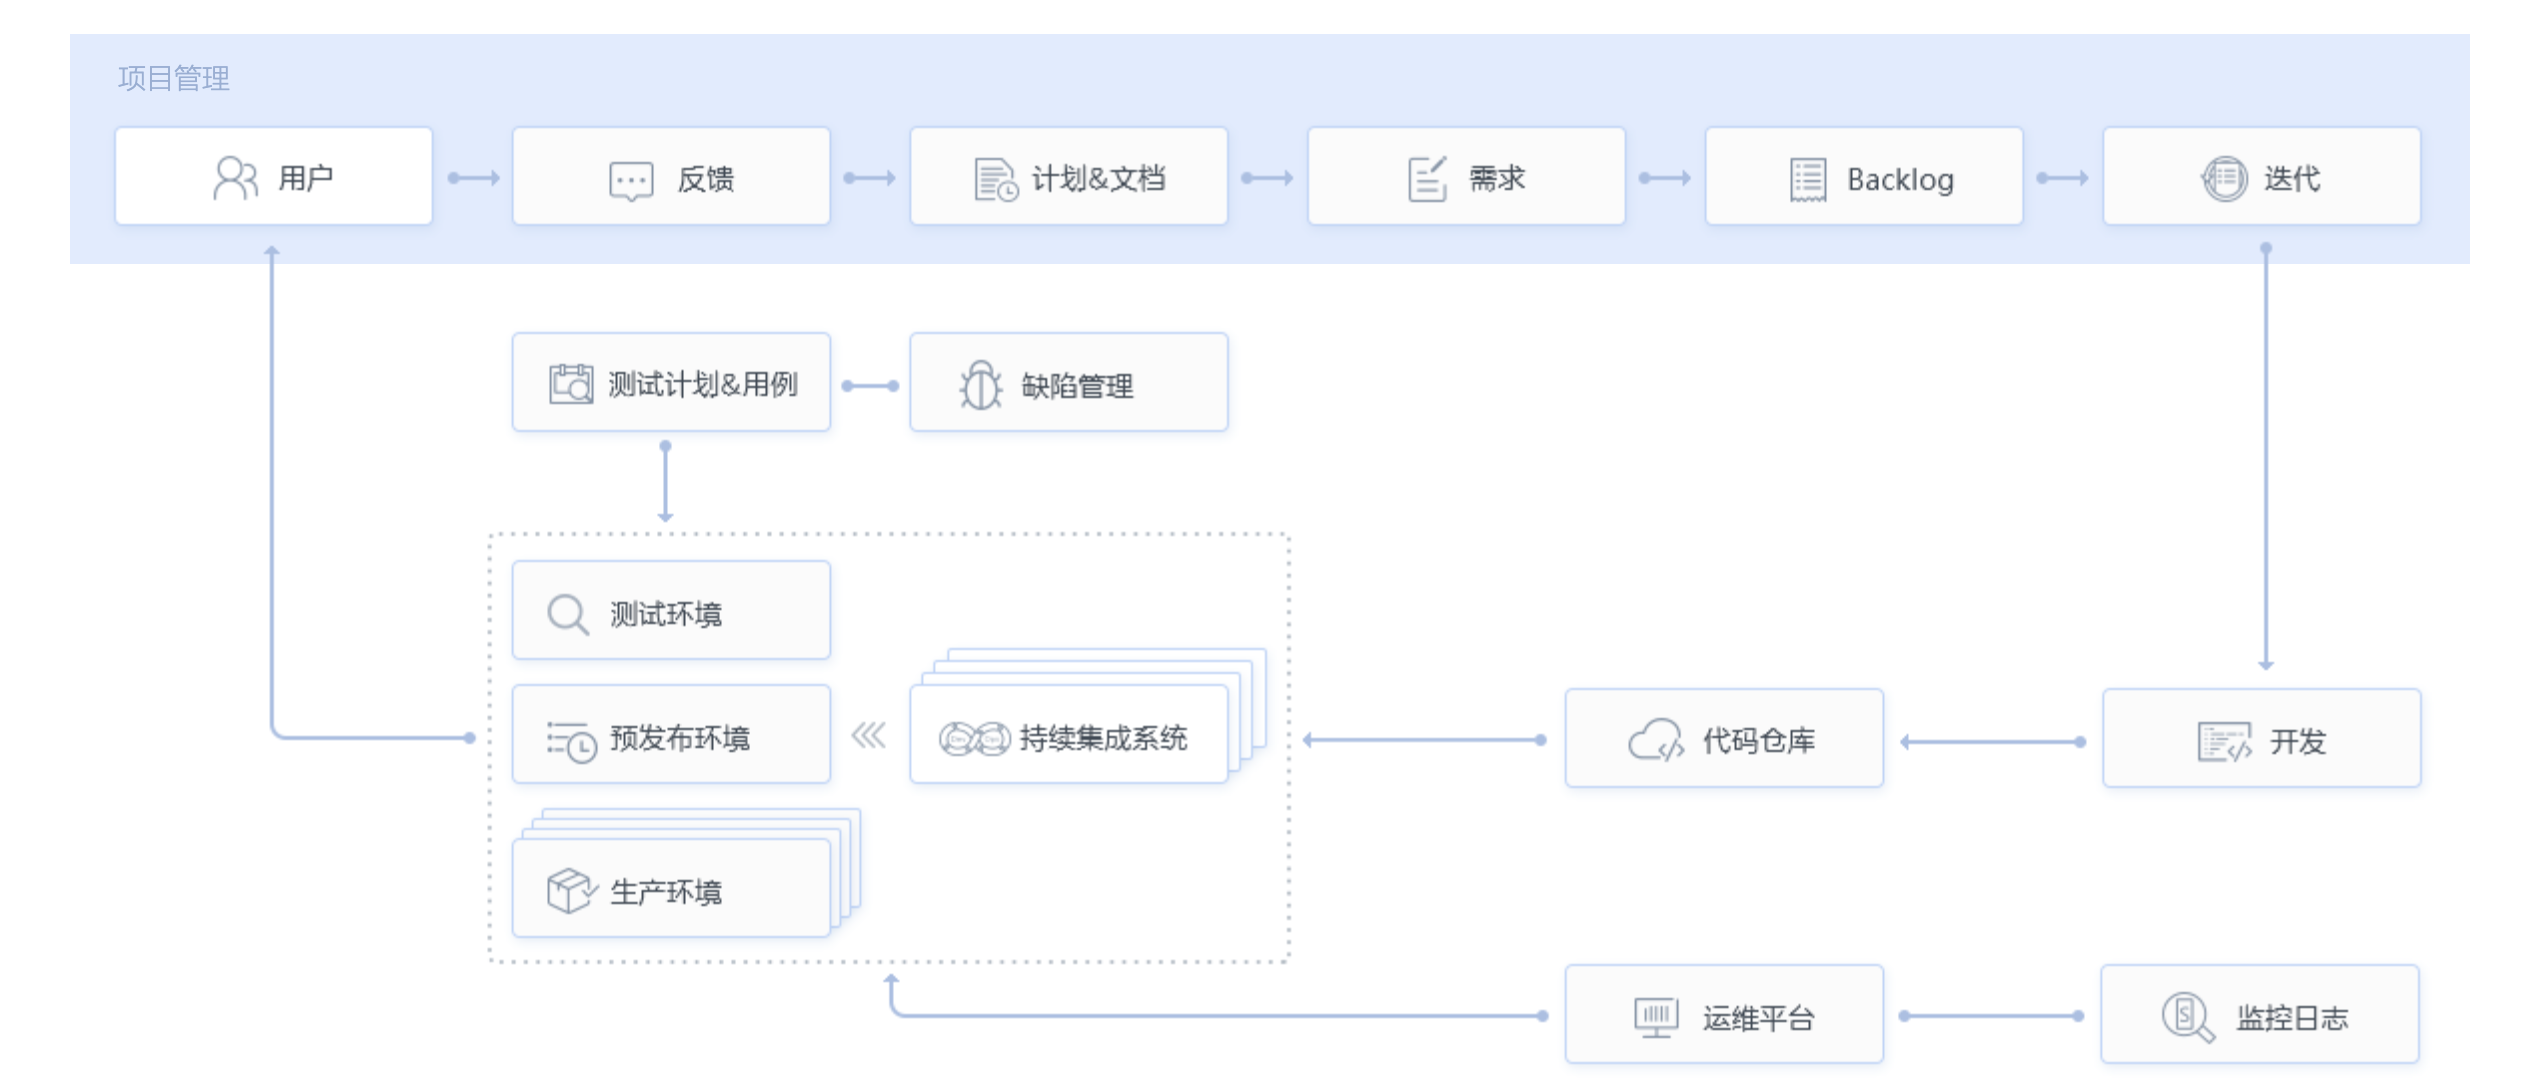 项目管理
用户
反馈
计划&文档
需求
Backlog
迭代
测试计划&用例
缺陷管理
测试环境
预发布环境
持续集成系统
代码仓库
开发
生产环境
运维平台
监控日志